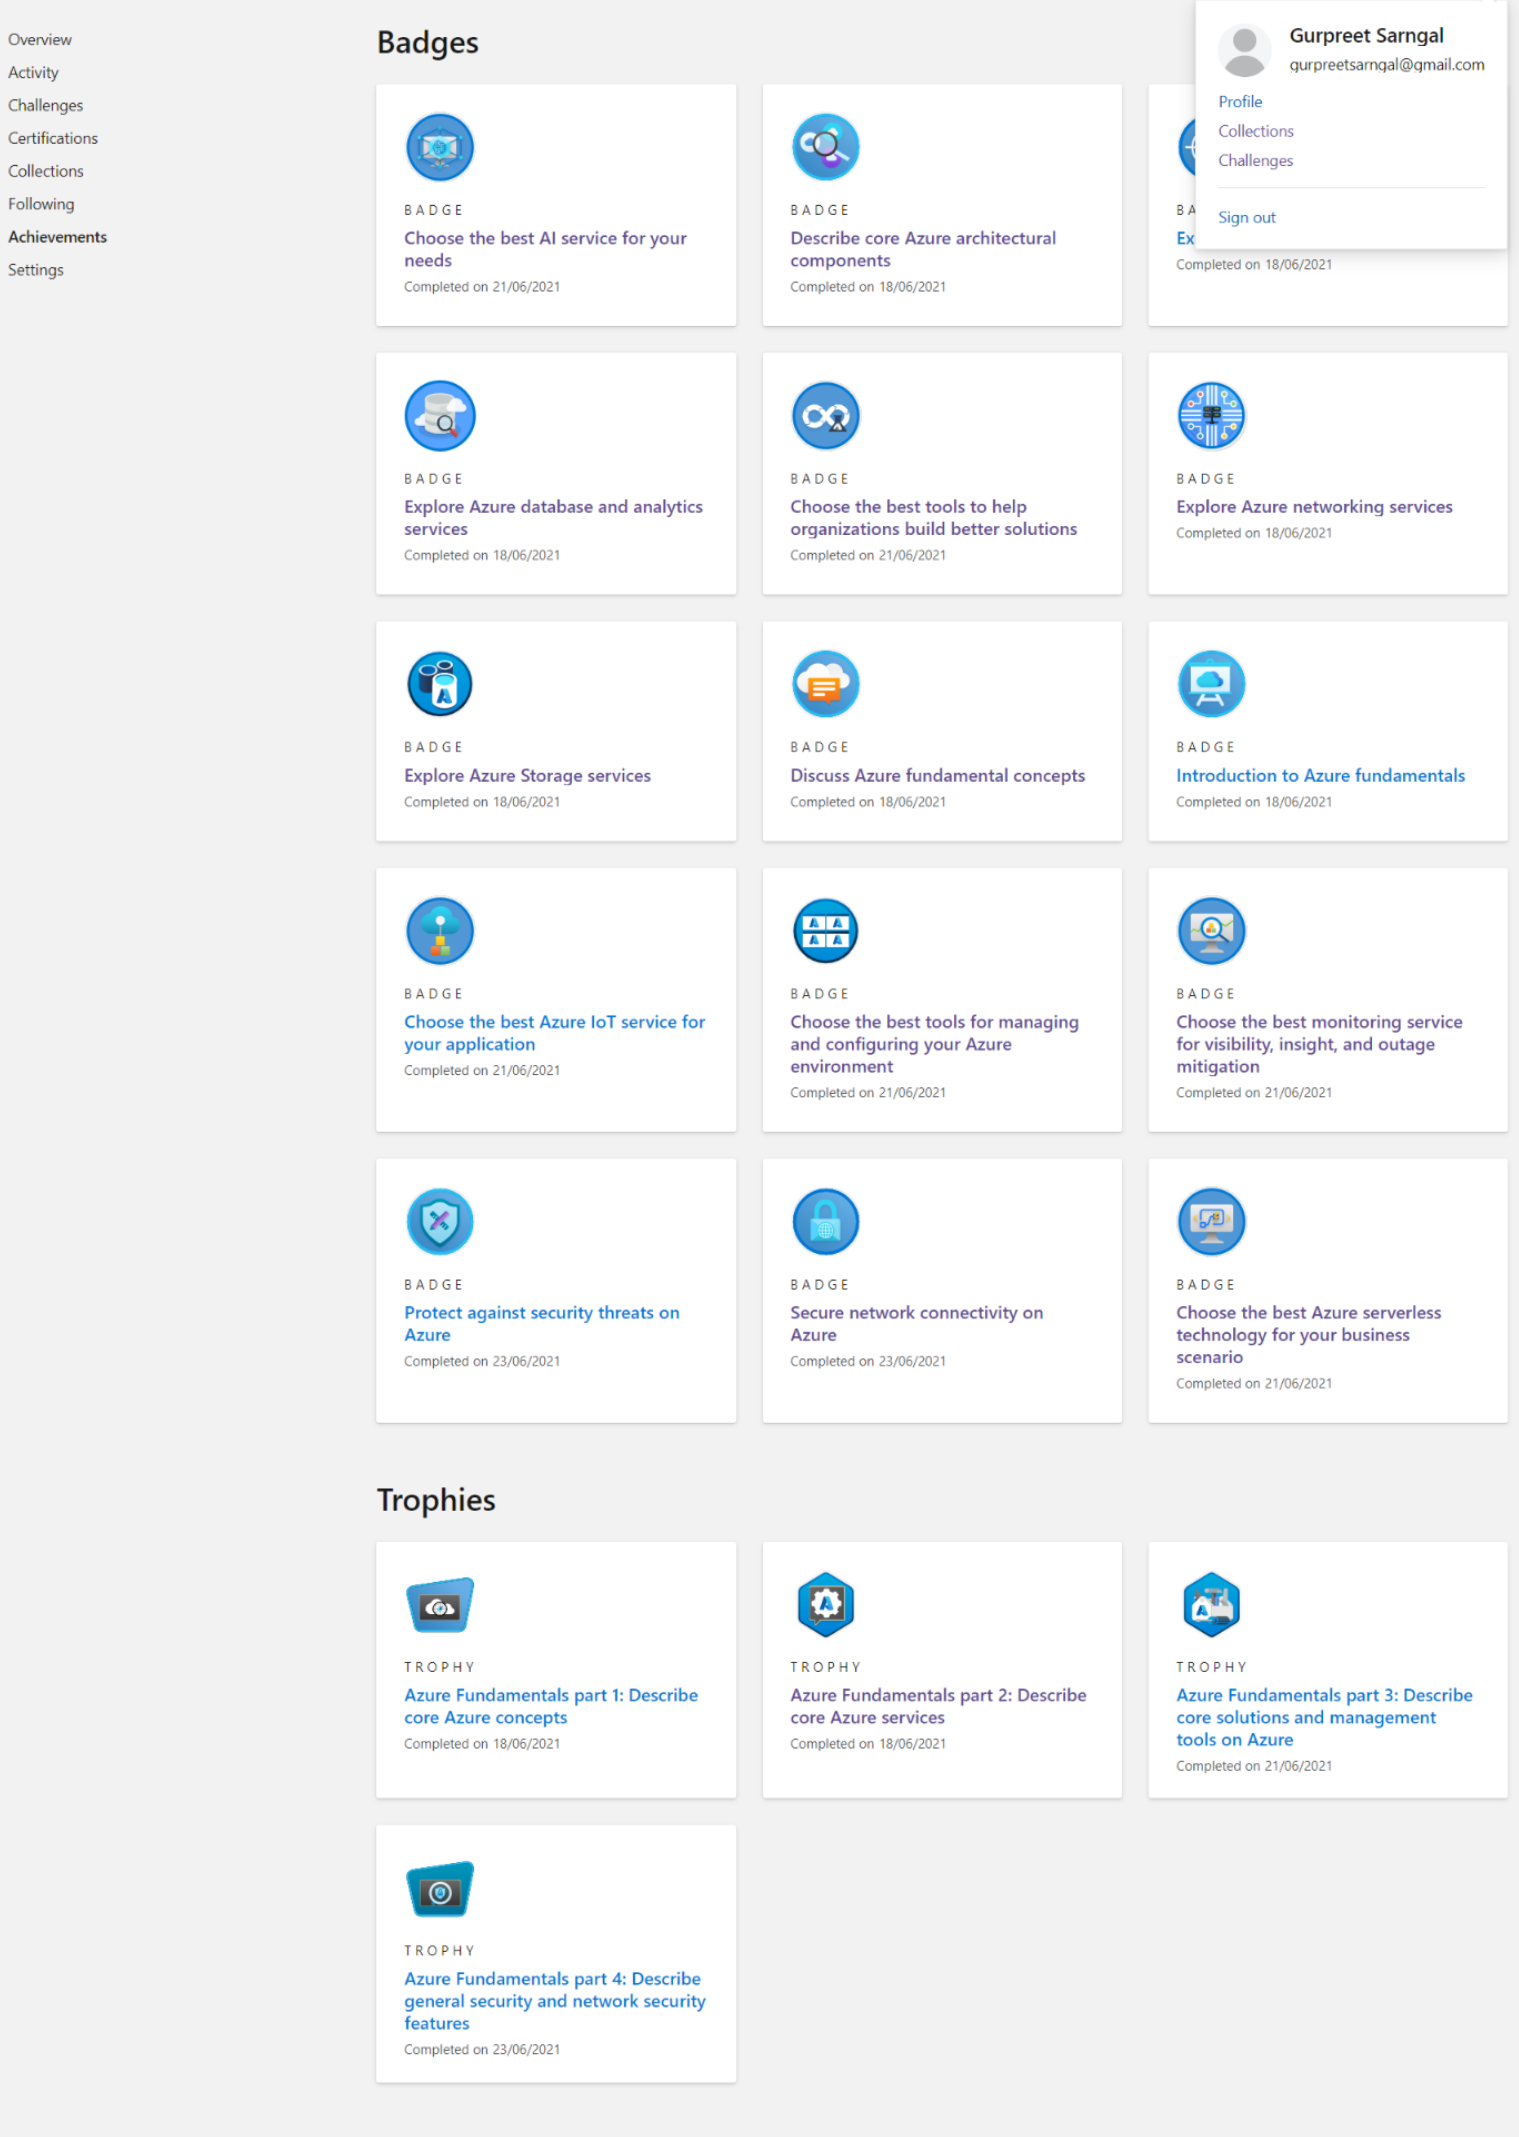 Overview
Activity
Challenges
Certifications
Collections
Following
Achievements
Settings
Badges
Gurpreet Sarngal
gurpreetsarngal@gmail.com
Profile
Collections
Challenges
Sign out
BADGE
Choose the best AI service for your
needs
Completed on 21/06/2021
BADGE
Describe core Azure architectural
components
Completed on 18/06/2021
BA
Ex
Completed on 18/06/2021
BADGE
Explore Azure database and analytics
services
Completed on 18/06/2021
BADGE
Choose the best tools to help
organizations build better solutions
Completed on 21/06/2021
BADGE
Explore Azure networking services
Completed on 18/06/2021
BADGE
Explore Azure Storage services
Completed on 18/06/2021
BADGE
Discuss Azure fundamental concepts
Completed on 18/06/2021
BADGE
Introduction to Azure fundamentals
Completed on 18/06/2021
BADGE
Choose the best Azure IoT service for
your application
Completed on 21/06/2021
BADGE
Choose the best tools for managing
and configuring your Azure
environment
Completed on 21/06/2021
BADGE
Choose the best monitoring service
for visibility, insight, and outage
mitigation
Completed on 21/06/2021
BADGE
Protect against security threats on
Azure
Completed on 23/06/2021
BADGE
Secure network connectivity on
Azure
Completed on 23/06/2021
BADGE
Choose the best Azure serverless
technology for your business
scenario
Completed on 21/06/2021
Trophies
TROPHY
Azure Fundamentals part 1: Describe
core Azure concepts
Completed on 18/06/2021
TROPHY
Azure Fundamentals part 2: Describe
core Azure services
Completed on 18/06/2021
TROPHY
Azure Fundamentals part 3: Describe
core solutions and management
tools on Azure
Completed on 21/06/2021
TROPHY
Azure Fundamentals part 4: Describe
general security and network security
features
Completed on 23/06/2021